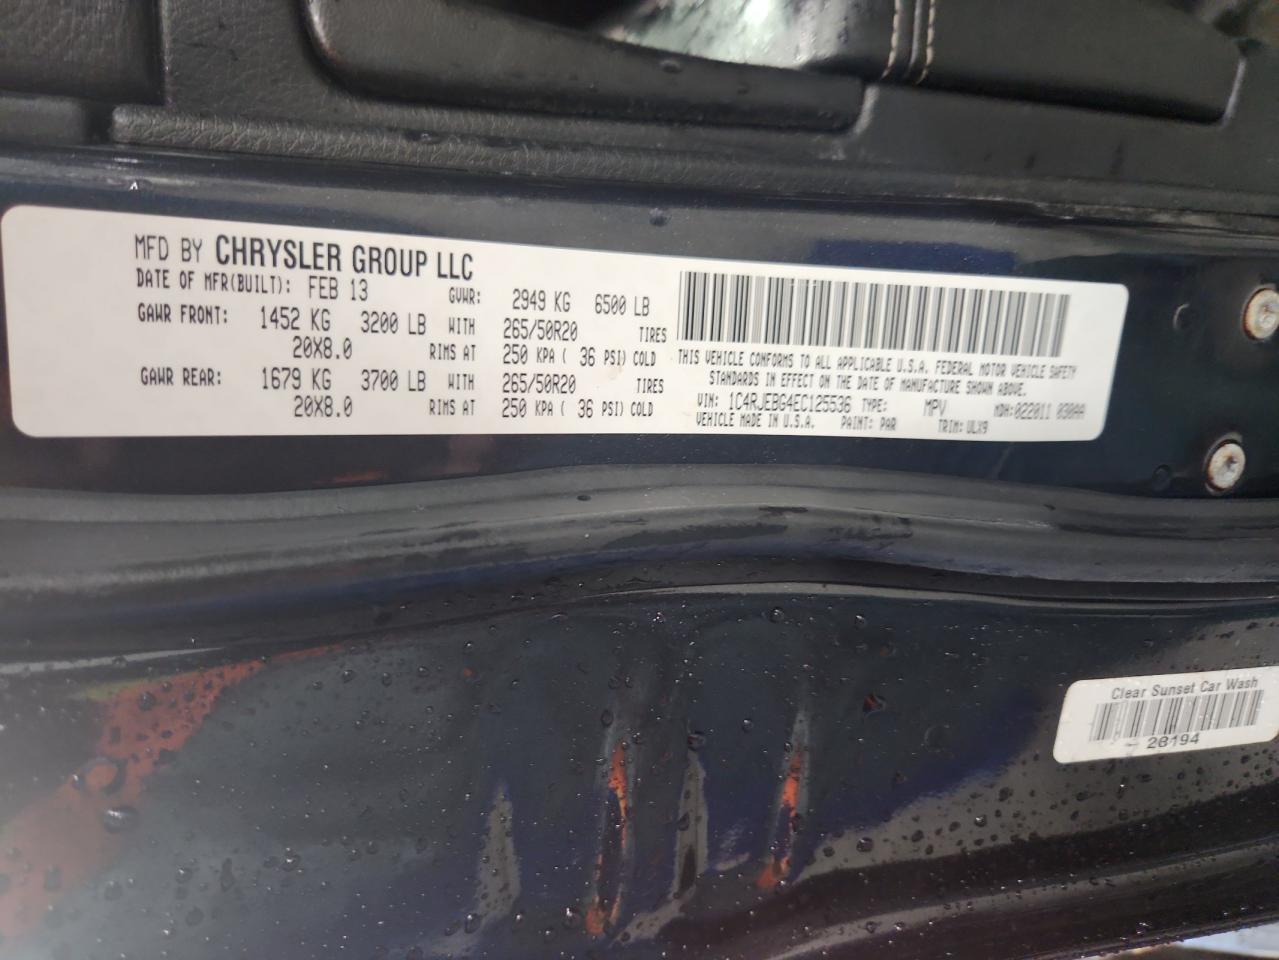 MFD BY CHRYSLER GROUP LLC
DATE OF MFR(BUILT): FEB 13 GVWR: 2949 KG 6500 LB
GAWR FRONT: 1452 KG 3200 LB WITH 265/50R20 TIRES
20X8.0 RIMS AT 250 KPA ( 36 PSI) COLD
GAWR REAR: 1679 KG 3700 LB WITH 265/50R20 TIRES
20X8.0 RIMS AT 250 KPA ( 36 PSI) COLD
THIS VEHICLE CONFORMS TO ALL APPLICABLE U.S.A. FEDERAL MOTOR VEHICLE SAFETY
STANDARDS IN EFFECT ON THE DATE OF MANUFACTURE SHOWN ABOVE.
VIN: 1C4RJEBG4EC125536 TYPE: MPV MDH:022011 030AA
VEHICLE MADE IN U.S.A. PAINT: PAR TRIM: ULX9
Clear Sunset Car Wash
28194